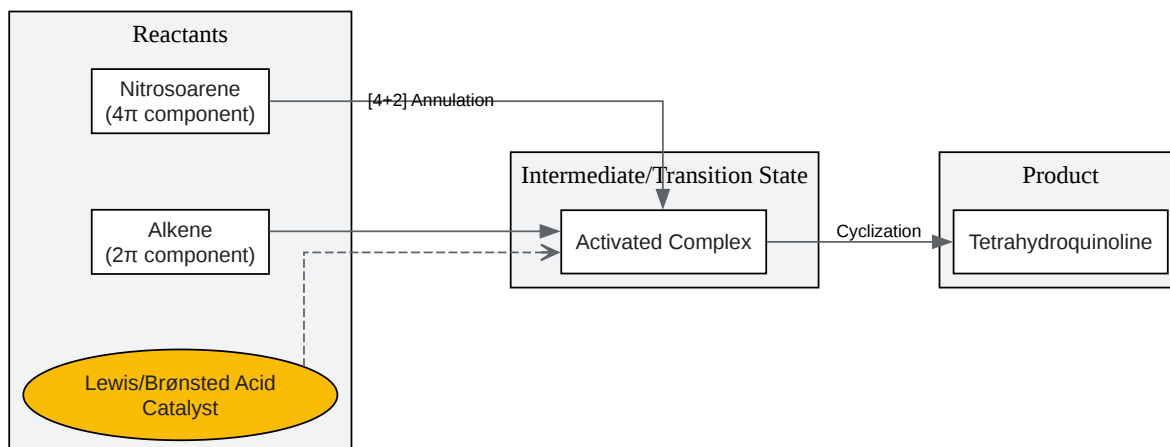 Reactants
Nitrosoarene
(4π component)
[4+2] Annulation
Alkene
(2π component)
Lewis/Brønsted Acid
Catalyst
Intermediate/Transition State
Activated Complex
Cyclization
Product
Tetrahydroquinoline